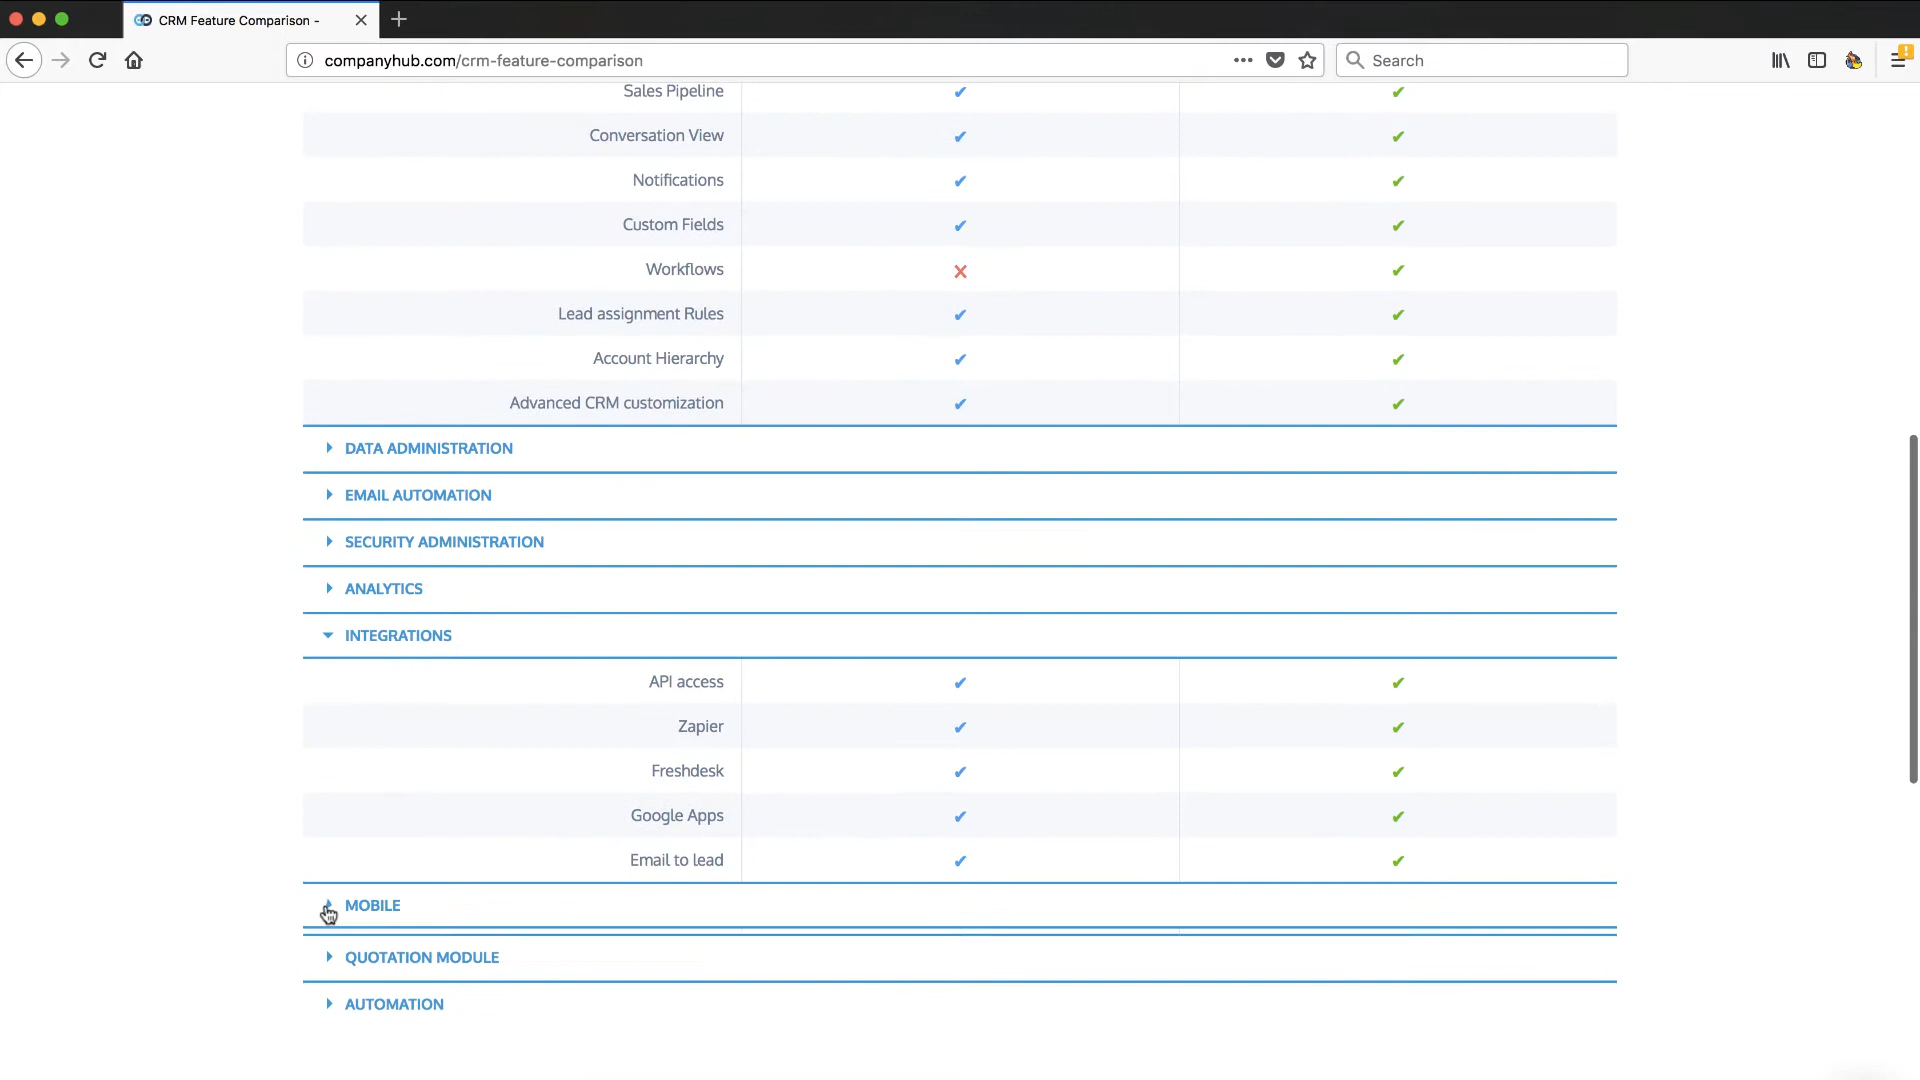 CRM Feature Comparison -
companyhub.com/crm-feature-comparison
Search
Sales Pipeline ✔ ✔
Conversation View ✔ ✔
Notifications ✔ ✔
Custom Fields ✔ ✔
Workflows ✕ ✔
Lead assignment Rules ✔ ✔
Account Hierarchy ✔ ✔
Advanced CRM customization ✔ ✔
DATA ADMINISTRATION
EMAIL AUTOMATION
SECURITY ADMINISTRATION
ANALYTICS
INTEGRATIONS
API access ✔ ✔
Zapier ✔ ✔
Freshdesk ✔ ✔
Google Apps ✔ ✔
Email to lead ✔ ✔
MOBILE
QUOTATION MODULE
AUTOMATION